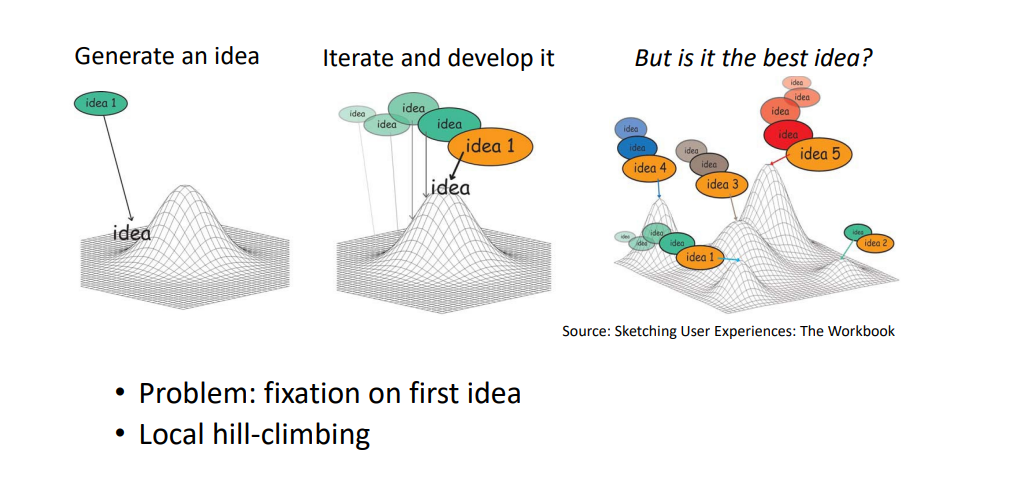 Generate an idea
idea 1
idea
Iterate and develop it
idea
idea
idea
idea
idea 1
idea
But is it the best idea?
idea
idea
idea
idea
idea 5
idea
idea
idea 4
idea
idea
idea 3
idea
idea
idea
idea
idea 1
idea
idea 2
Source: Sketching User Experiences: The Workbook
• Problem: fixation on first idea
• Local hill-climbing